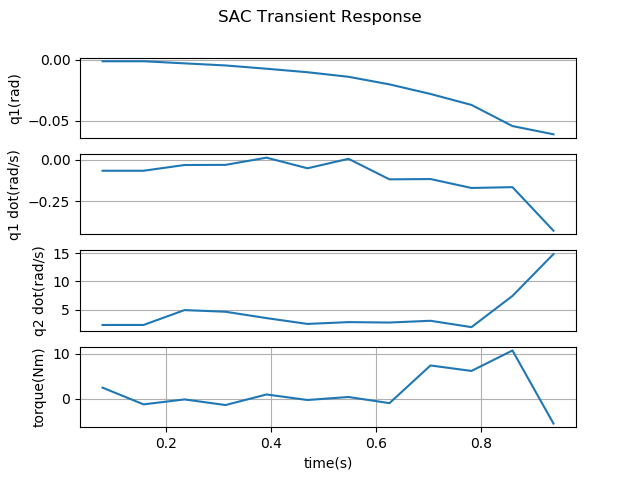 SAC Transient Response
0.00
−0.05
q1(rad)
0.00
−0.25
q1 dot(rad/s)
15
10
5
q2 dot(rad/s)
10
0
torque(Nm)
0.2 0.4 0.6 0.8
time(s)